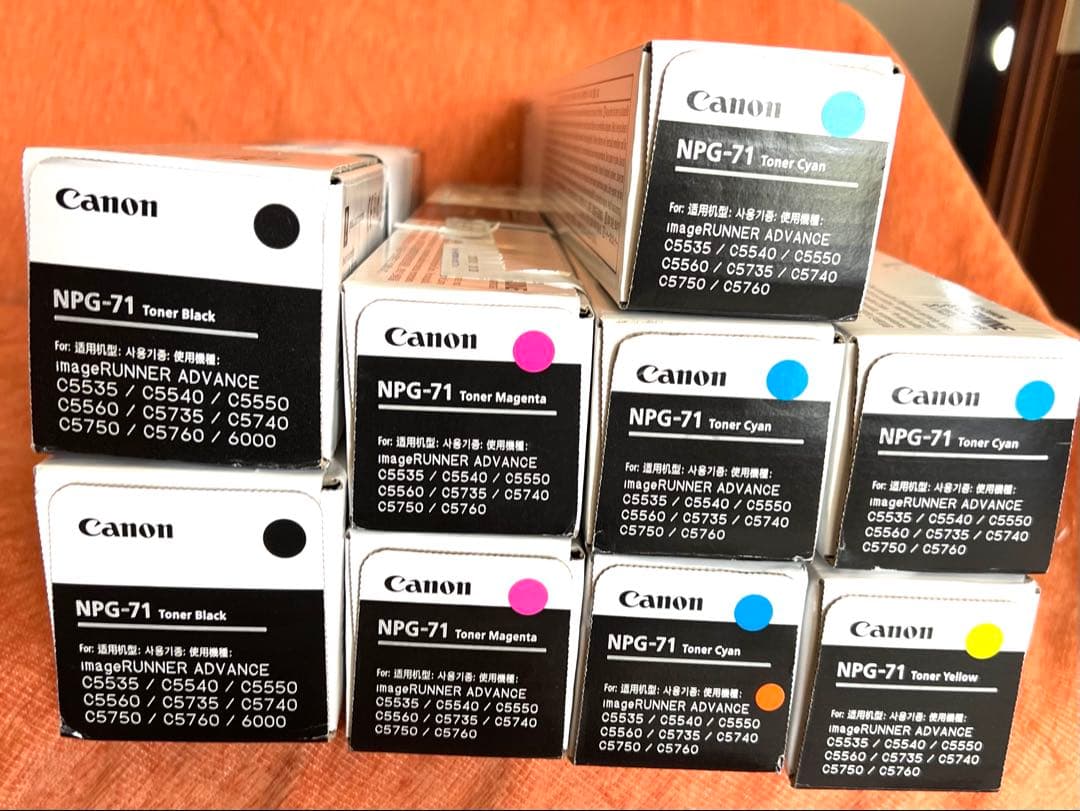 Canon
NPG-71 Toner Black
For: 适用机型: 사용기종: 使用機種:
imageRUNNER ADVANCE
C5535 / C5540 / C5550
C5560 / C5735 / C5740
C5750 / C5760 / 6000
Canon
NPG-71 Toner Magenta
For: 适用机型: 사용기종: 使用機種:
imageRUNNER ADVANCE
C5535 / C5540 / C5550
C5560 / C5735 / C5740
C5750 / C5760
Canon
NPG-71 Toner Cyan
For: 适用机型: 사용기종: 使用機種:
imageRUNNER ADVANCE
C5535 / C5540 / C5550
C5560 / C5735 / C5740
C5750 / C5760
Canon
NPG-71 Toner Cyan
For: 适用机型: 사용기종: 使用機種:
imageRUNNER ADVANCE
C5535 / C5540 / C5550
C5560 / C5735 / C5740
C5750 / C5760
Canon
NPG-71 Toner Cyan
For: 适用机型: 사용기종: 使用機種:
imageRUNNER ADVANCE
C5535 / C5540 / C5550
C5560 / C5735 / C5740
C5750 / C5760
Canon
NPG-71 Toner Black
For: 适用机型: 사용기종: 使用機種:
imageRUNNER ADVANCE
C5535 / C5540 / C5550
C5560 / C5735 / C5740
C5750 / C5760 / 6000
Canon
NPG-71 Toner Magenta
For: 适用机型: 사용기종: 使用機種:
imageRUNNER ADVANCE
C5535 / C5540 / C5550
C5560 / C5735 / C5740
C5750 / C5760
Canon
NPG-71 Toner Cyan
For: 适用机型: 사용기종: 使用機種:
imageRUNNER ADVANCE
C5535 / C5540 / C5550
C5560 / C5735 / C5740
C5750 / C5760
Canon
NPG-71 Toner Yellow
For: 适用机型: 사용기종: 使用機種:
imageRUNNER ADVANCE
C5535 / C5540 / C5550
C5560 / C5735 / C5740
C5750 / C5760